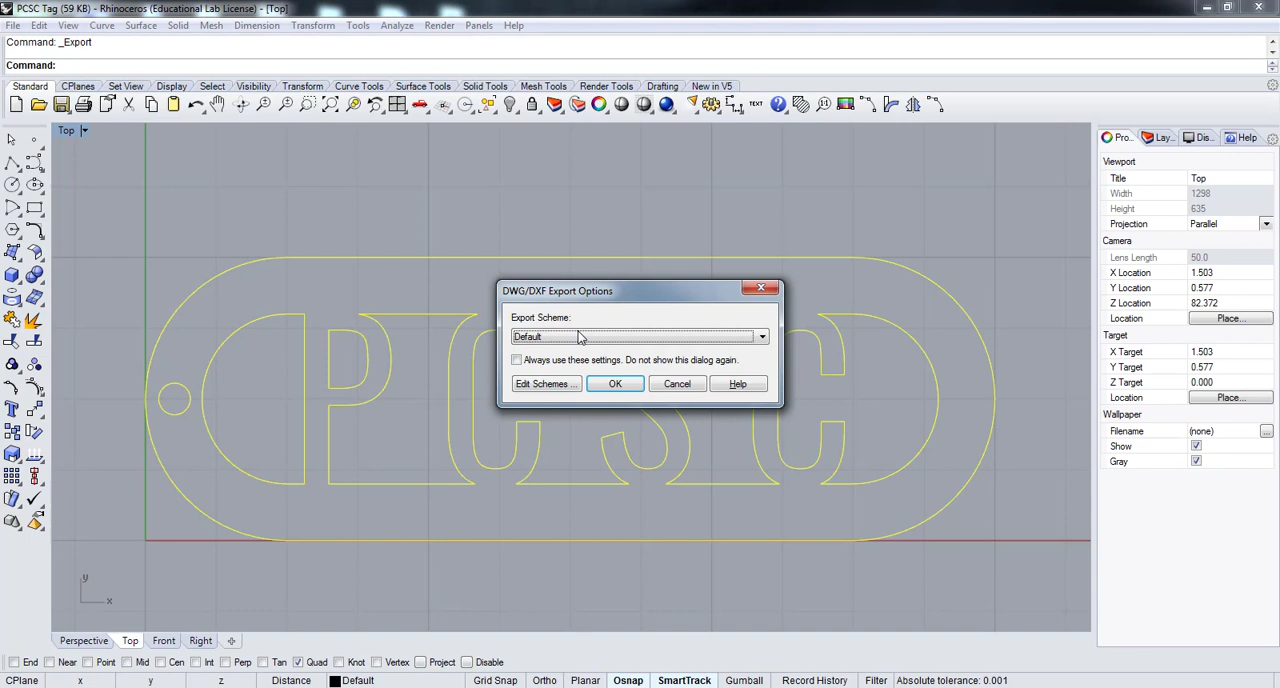 PCSC Tag (59 KB) - Rhinoceros (Educational Lab License) - [Top]
File Edit View Curve Surface Solid Mesh Dimension Transform Tools Analyze Render Panels Help
Command: _Export
Command:
Standard CPlanes Set View Display Select Visibility Transform Curve Tools Surface Tools Solid Tools Mesh Tools Render Tools Drafting New in V5
TEXT
Top
Pro... Lay... Dis... Help
Viewport
Title Top
Width 1298
Height 635
Projection Parallel
Camera
Lens Length 50.0
X Location 1.503
Y Location 0.577
Z Location 82.372
Location Place...
Target
X Target 1.503
Y Target 0.577
Z Target 0.000
Location Place...
Wallpaper
Filename (none) ...
Show
Gray
DWG/DXF Export Options
Export Scheme:
Default
Always use these settings. Do not show this dialog again.
Edit Schemes ... OK Cancel Help
PCSC
y
x
Perspective Top Front Right
End Near Point Mid Cen Int Perp Tan Quad Knot Vertex Project Disable
CPlane x y z Distance Default Grid Snap Ortho Planar Osnap SmartTrack Gumball Record History Filter Absolute tolerance: 0.001